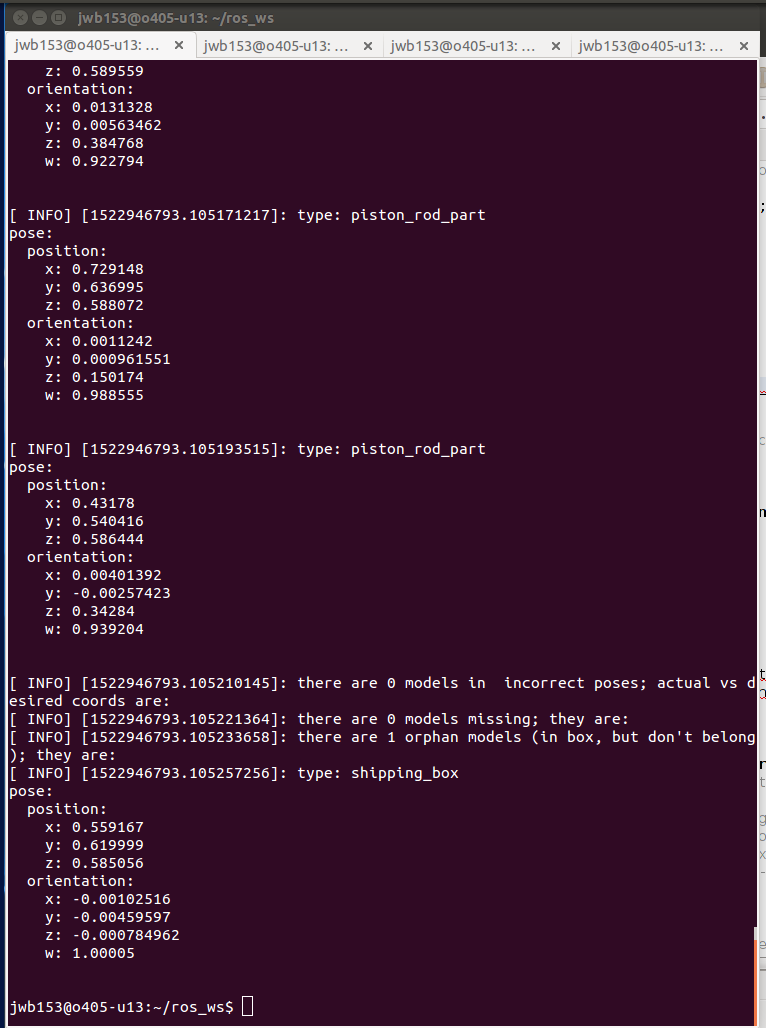 jwb153@o405-u13: ~/ros_ws
jwb153@o405-u13: ... × jwb153@o405-u13: ... × jwb153@o405-u13: ... × jwb153@o405-u13: ... ×
    z: 0.589559
  orientation:
    x: 0.0131328
    y: 0.00563462
    z: 0.384768
    w: 0.922794
[ INFO] [1522946793.105171217]: type: piston_rod_part
pose:
  position:
    x: 0.729148
    y: 0.636995
    z: 0.588072
  orientation:
    x: 0.0011242
    y: 0.000961551
    z: 0.150174
    w: 0.988555
[ INFO] [1522946793.105193515]: type: piston_rod_part
pose:
  position:
    x: 0.43178
    y: 0.540416
    z: 0.586444
  orientation:
    x: 0.00401392
    y: -0.00257423
    z: 0.34284
    w: 0.939204
[ INFO] [1522946793.105210145]: there are 0 models in  incorrect poses; actual vs d
esired coords are:
[ INFO] [1522946793.105221364]: there are 0 models missing; they are:
[ INFO] [1522946793.105233658]: there are 1 orphan models (in box, but don't belong
); they are:
[ INFO] [1522946793.105257256]: type: shipping_box
pose:
  position:
    x: 0.559167
    y: 0.619999
    z: 0.585056
  orientation:
    x: -0.00102516
    y: -0.00459597
    z: -0.000784962
    w: 1.00005
jwb153@o405-u13:~/ros_ws$